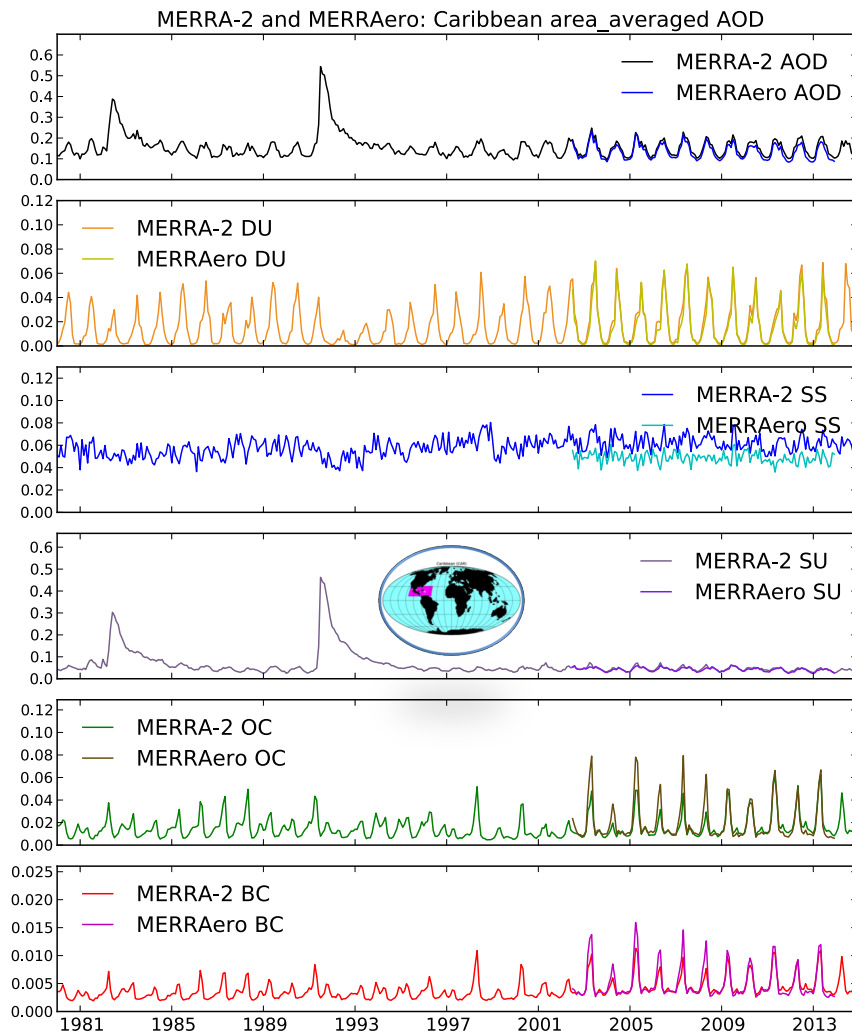 MERRA-2 and MERRAero: Caribbean area_averaged AOD
0.6
0.5
0.4
0.3
0.2
0.1
0.0
MERRA-2 AOD
MERRAero AOD
0.12
0.10
0.08
0.06
0.04
0.02
0.00
MERRA-2 DU
MERRAero DU
0.12
0.10
0.08
0.06
0.04
0.02
0.00
MERRA-2 SS
MERRAero SS
0.6
0.5
0.4
0.3
0.2
0.1
0.0
Caribbean (CAR)
MERRA-2 SU
MERRAero SU
0.12
0.10
0.08
0.06
0.04
0.02
0.00
MERRA-2 OC
MERRAero OC
0.025
0.020
0.015
0.010
0.005
0.000
MERRA-2 BC
MERRAero BC
1981 1985 1989 1993 1997 2001 2005 2009 2013